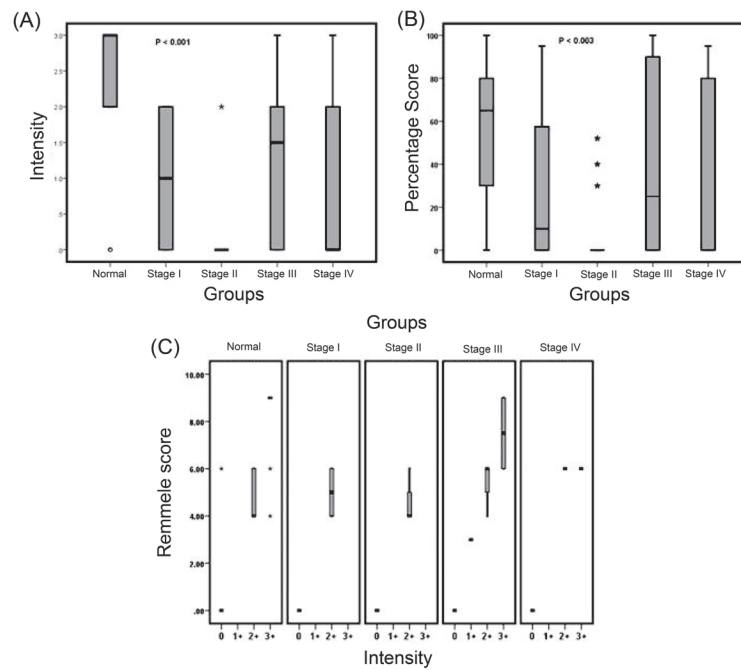 (A)
P < 0.001
Intensity
3.0
2.5
2.0
1.5
1.0
.5
.0
Normal Stage I Stage II Stage III Stage IV
Groups
(B)
P < 0.003
Percentage Score
100
80
60
40
20
0
Normal Stage I Stage II Stage III Stage IV
Groups
Groups
(C)
Normal Stage I Stage II Stage III Stage IV
Remmele score
10.00
8.00
6.00
4.00
2.00
.00
0 1+ 2+ 3+ 0 1+ 2+ 3+ 0 1+ 2+ 3+ 0 1+ 2+ 3+ 0 1+ 2+ 3+
Intensity